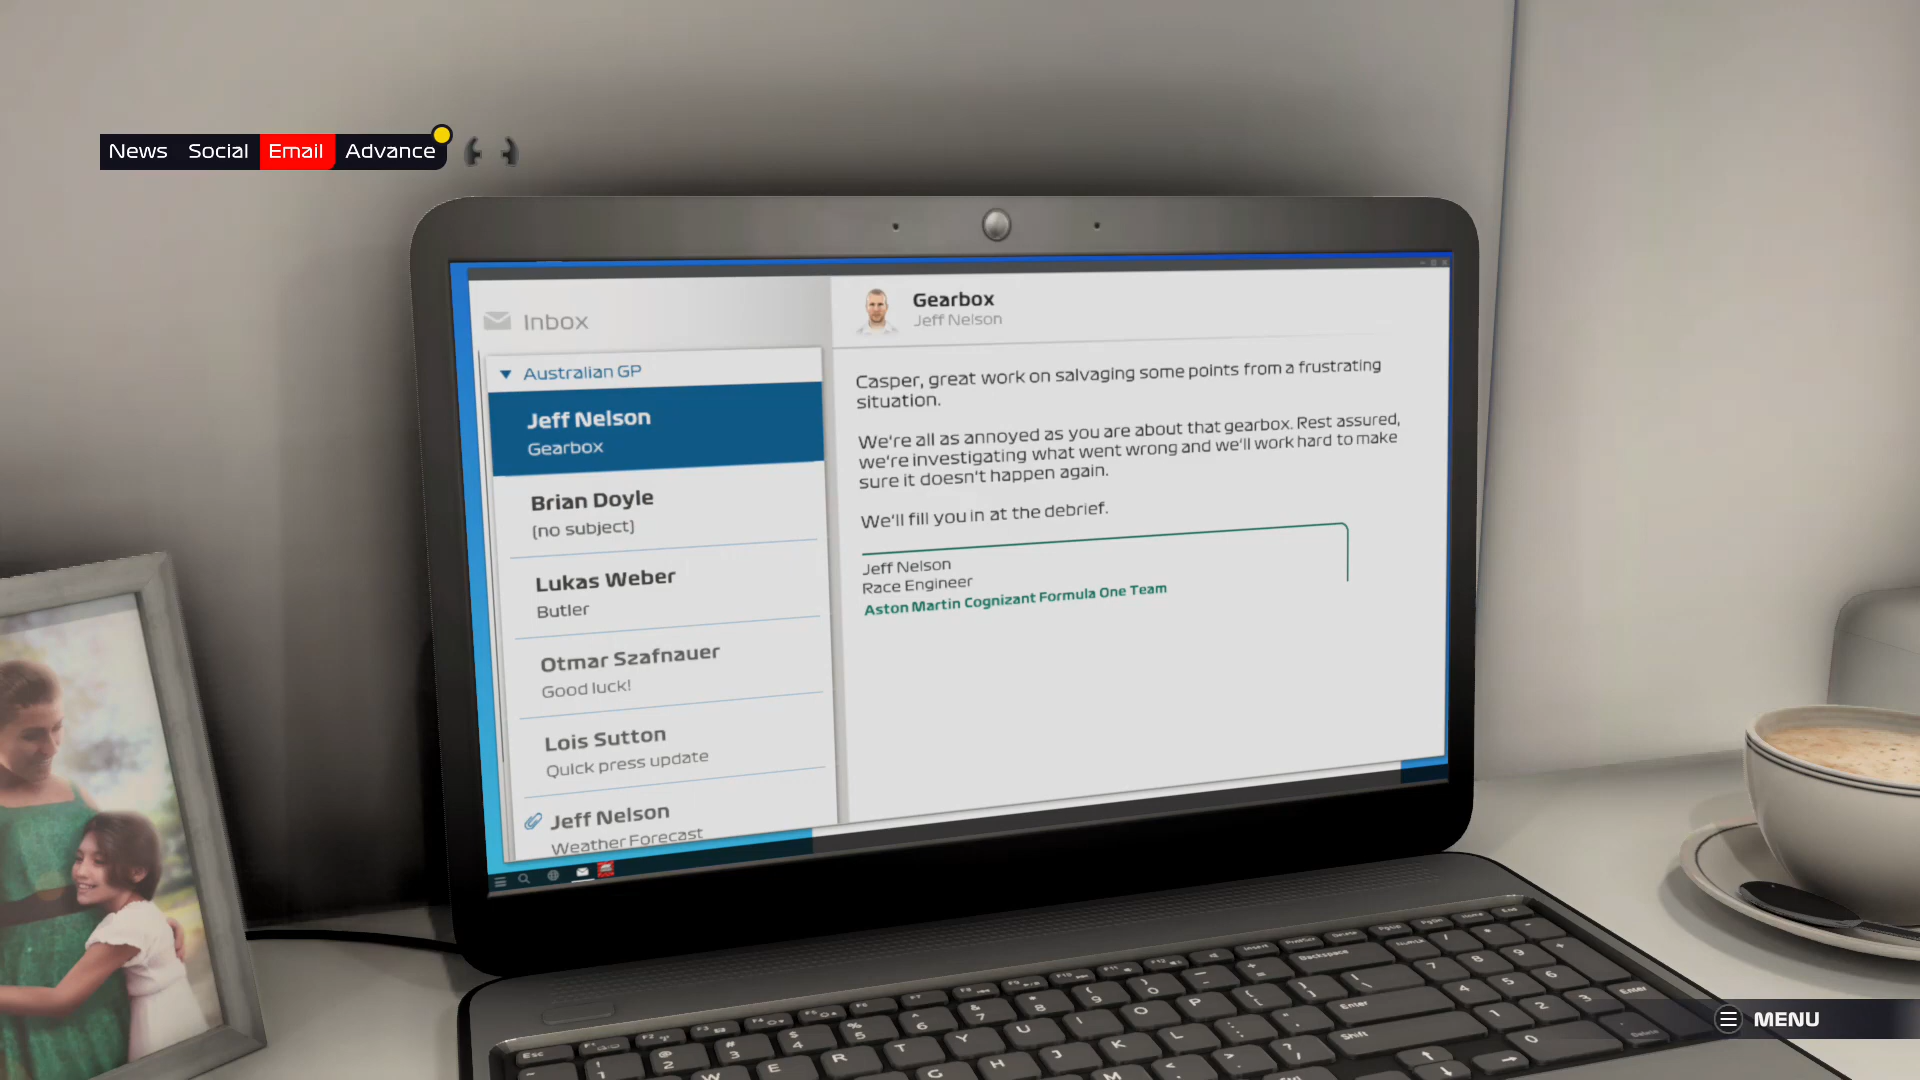 News Social Email Advance
Inbox
Australian GP
Jeff Nelson
Gearbox
Brian Doyle
(no subject)
Lukas Weber
Butler
Otmar Szafnauer
Good luck!
Lois Sutton
Quick press update
Jeff Nelson
Weather Forecast
Gearbox
Jeff Nelson
Casper, great work on salvaging some points from a frustrating
situation.
We're all as annoyed as you are about that gearbox. Rest assured,
we're investigating what went wrong and we'll work hard to make
sure it doesn't happen again.
We'll fill you in at the debrief.
Jeff Nelson
Race Engineer
Aston Martin Cognizant Formula One Team
Backspace
Enter
Shift
Esc
MENU